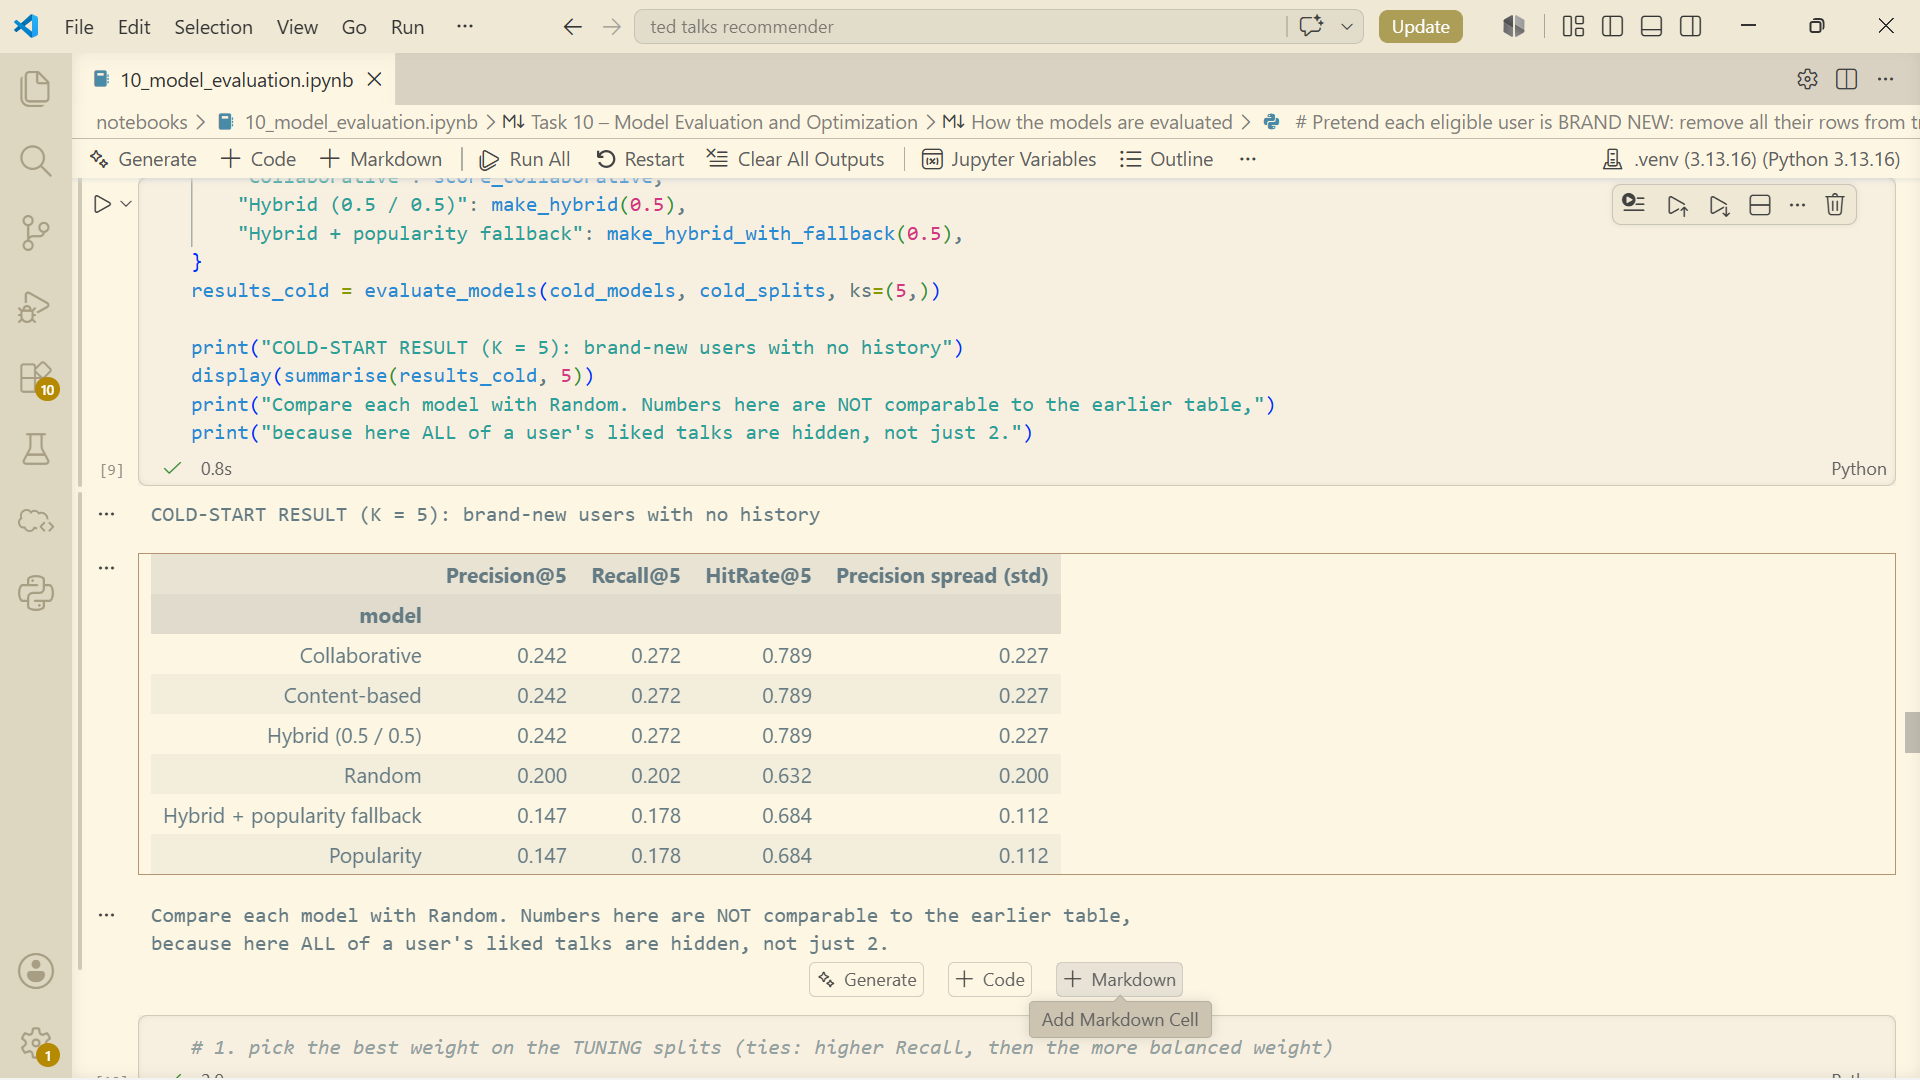 File Edit Selection View Go Run ··· ted talks recommender Update
10_model_evaluation.ipynb
notebooks > 10_model_evaluation.ipynb > M↓ Task 10 – Model Evaluation and Optimization > M↓ How the models are evaluated > # Pretend each eligible user is BRAND NEW: remove all their rows from
Generate + Code + Markdown Run All Restart Clear All Outputs Jupyter Variables Outline ··· .venv (3.13.16) (Python 3.13.16)
"Collaborative": score_collaborative,
"Hybrid (0.5 / 0.5)": make_hybrid(0.5),
"Hybrid + popularity fallback": make_hybrid_with_fallback(0.5),
}
results_cold = evaluate_models(cold_models, cold_splits, ks=(5,))
print("COLD-START RESULT (K = 5): brand-new users with no history")
display(summarise(results_cold, 5))
print("Compare each model with Random. Numbers here are NOT comparable to the earlier table,")
print("because here ALL of a user's liked talks are hidden, not just 2.")
[9] 0.8s Python
10
COLD-START RESULT (K = 5): brand-new users with no history
Precision@5 Recall@5 HitRate@5 Precision spread (std)
model
Collaborative 0.242 0.272 0.789 0.227
Content-based 0.242 0.272 0.789 0.227
Hybrid (0.5 / 0.5) 0.242 0.272 0.789 0.227
Random 0.200 0.202 0.632 0.200
Hybrid + popularity fallback 0.147 0.178 0.684 0.112
Popularity 0.147 0.178 0.684 0.112
Compare each model with Random. Numbers here are NOT comparable to the earlier table,
because here ALL of a user's liked talks are hidden, not just 2.
Generate + Code + Markdown
Add Markdown Cell
# 1. pick the best weight on the TUNING splits (ties: higher Recall, then the more balanced weight)
1